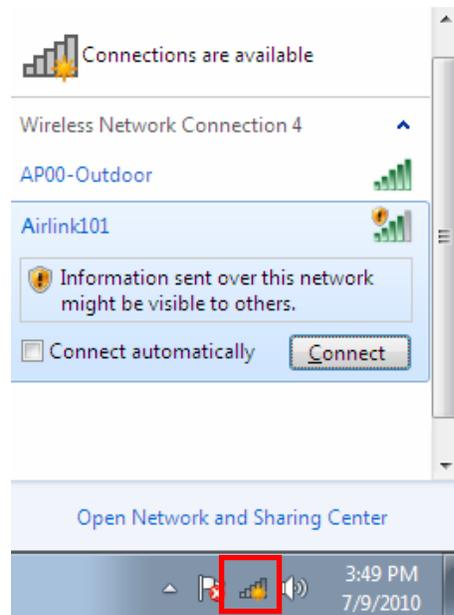 Connections are available
Wireless Network Connection 4
AP00-Outdoor
Airlink101
Information sent over this network
might be visible to others.
Connect automatically Connect
Open Network and Sharing Center
3:49 PM
7/9/2010